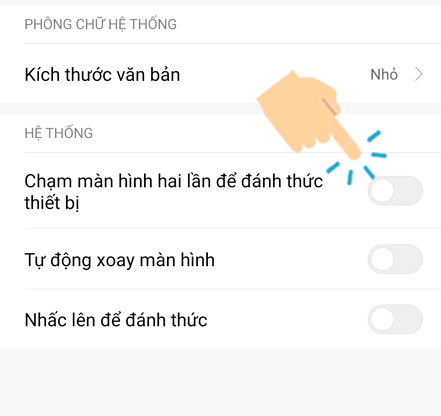 PHÔNG CHỮ HỆ THỐNG
Kích thước văn bản
Nhỏ
HỆ THỐNG
Chạm màn hình hai lần để đánh thức
thiết bị
Tự động xoay màn hình
Nhấc lên để đánh thức